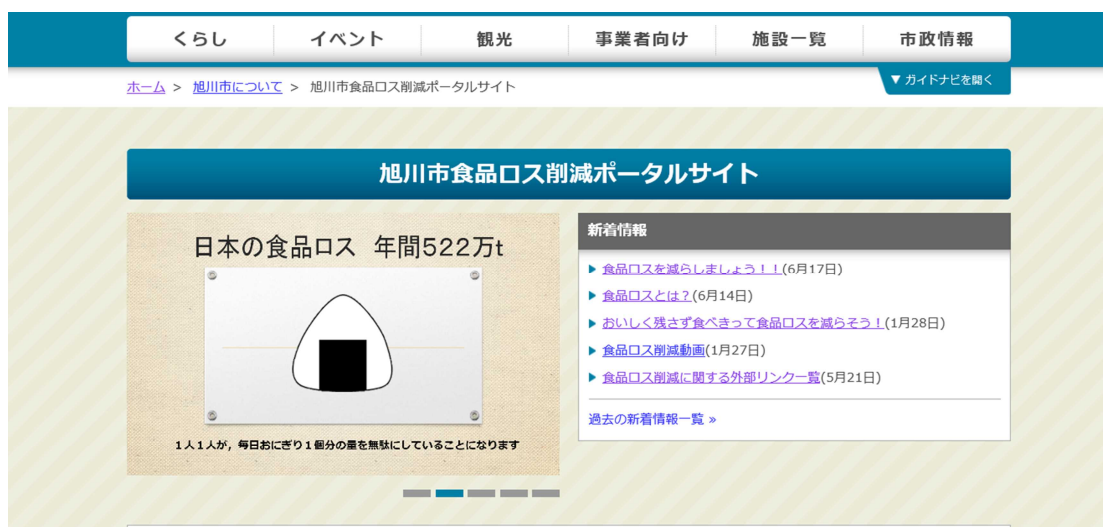 くらし イベント 観光 事業者向け 施設一覧 市政情報
ホーム > 旭川市について > 旭川市食品ロス削減ポータルサイト
▼ ガイドナビを開く
旭川市食品ロス削減ポータルサイト
日本の食品ロス 年間522万t
1人1人が，毎日おにぎり1個分の量を無駄にしていることになります
新着情報
食品ロスを減らしましょう！！(6月17日)
食品ロスとは？(6月14日)
おいしく残さず食べきって食品ロスを減らそう！(1月28日)
食品ロス削減動画(1月27日)
食品ロス削減に関する外部リンク一覧(5月21日)
過去の新着情報一覧 »